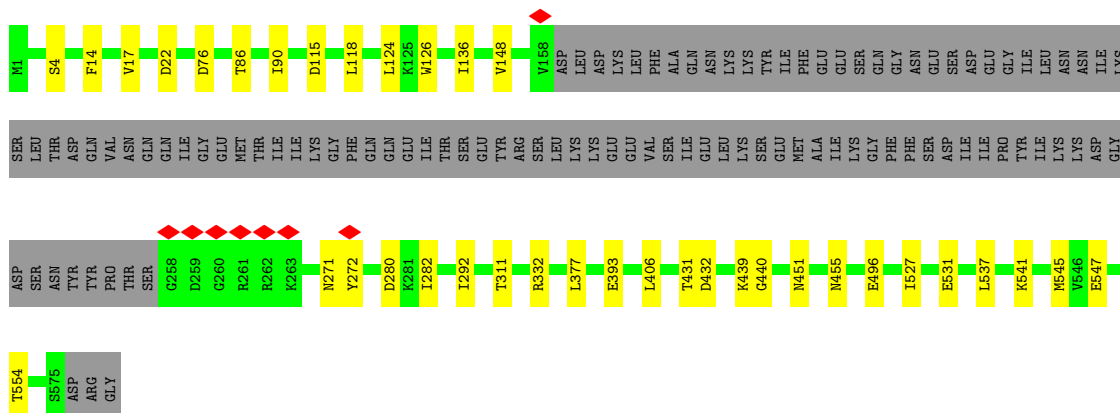 M1 S4 F14 V17 D22 D76 T86 I90 D115 L118 L124 K125 W126 I136 V148 V158 ASP LEU ASP LYS LEU PHE ALA GLN ASN LYS LYS TYR ILE PHE GLU GLU SER GLN GLY ASN GLU SER ASP GLU GLY ILE LEU ASN ASN ILE LYS
SER LEU THR ASP GLN VAL ASN GLN GLN ILE GLY GLU MET THR ILE ILE LYS GLY PHE GLN GLN GLU ILE THR SER GLU TYR ARG SER LEU LYS LYS GLU GLU VAL SER ILE GLU LEU LYS SER GLU MET ALA ILE LYS GLY PHE PHE SER ASP ILE ILE PRO TYR ILE LYS LYS ASP GLY
ASP SER ASN TYR TYR PRO THR SER G258 D259 G260 R261 R262 K263 N271 Y272 D280 K281 I282 I292 T311 R332 L377 E393 L406 T431 D432 K439 G440 N451 N455 E496 I527 E531 L537 K541 M545 V546 E547
T554 S575 ASP ARG GLY